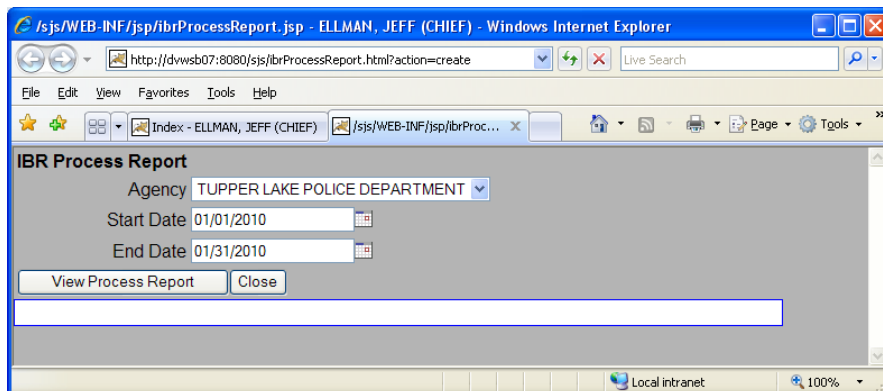 /sjs/WEB-INF/jsp/ibrProcessReport.jsp - ELLMAN, JEFF (CHIEF) - Windows Internet Explorer
http://dvwsb07:8080/sjs/ibrProcessReport.html?action=create
Live Search
File Edit View Favorites Tools Help
Index - ELLMAN, JEFF (CHIEF)
/sjs/WEB-INF/jsp/ibrProc...
Page
Tools
IBR Process Report
Agency TUPPER LAKE POLICE DEPARTMENT
Start Date 01/01/2010
End Date 01/31/2010
View Process Report Close
Local intranet 100%